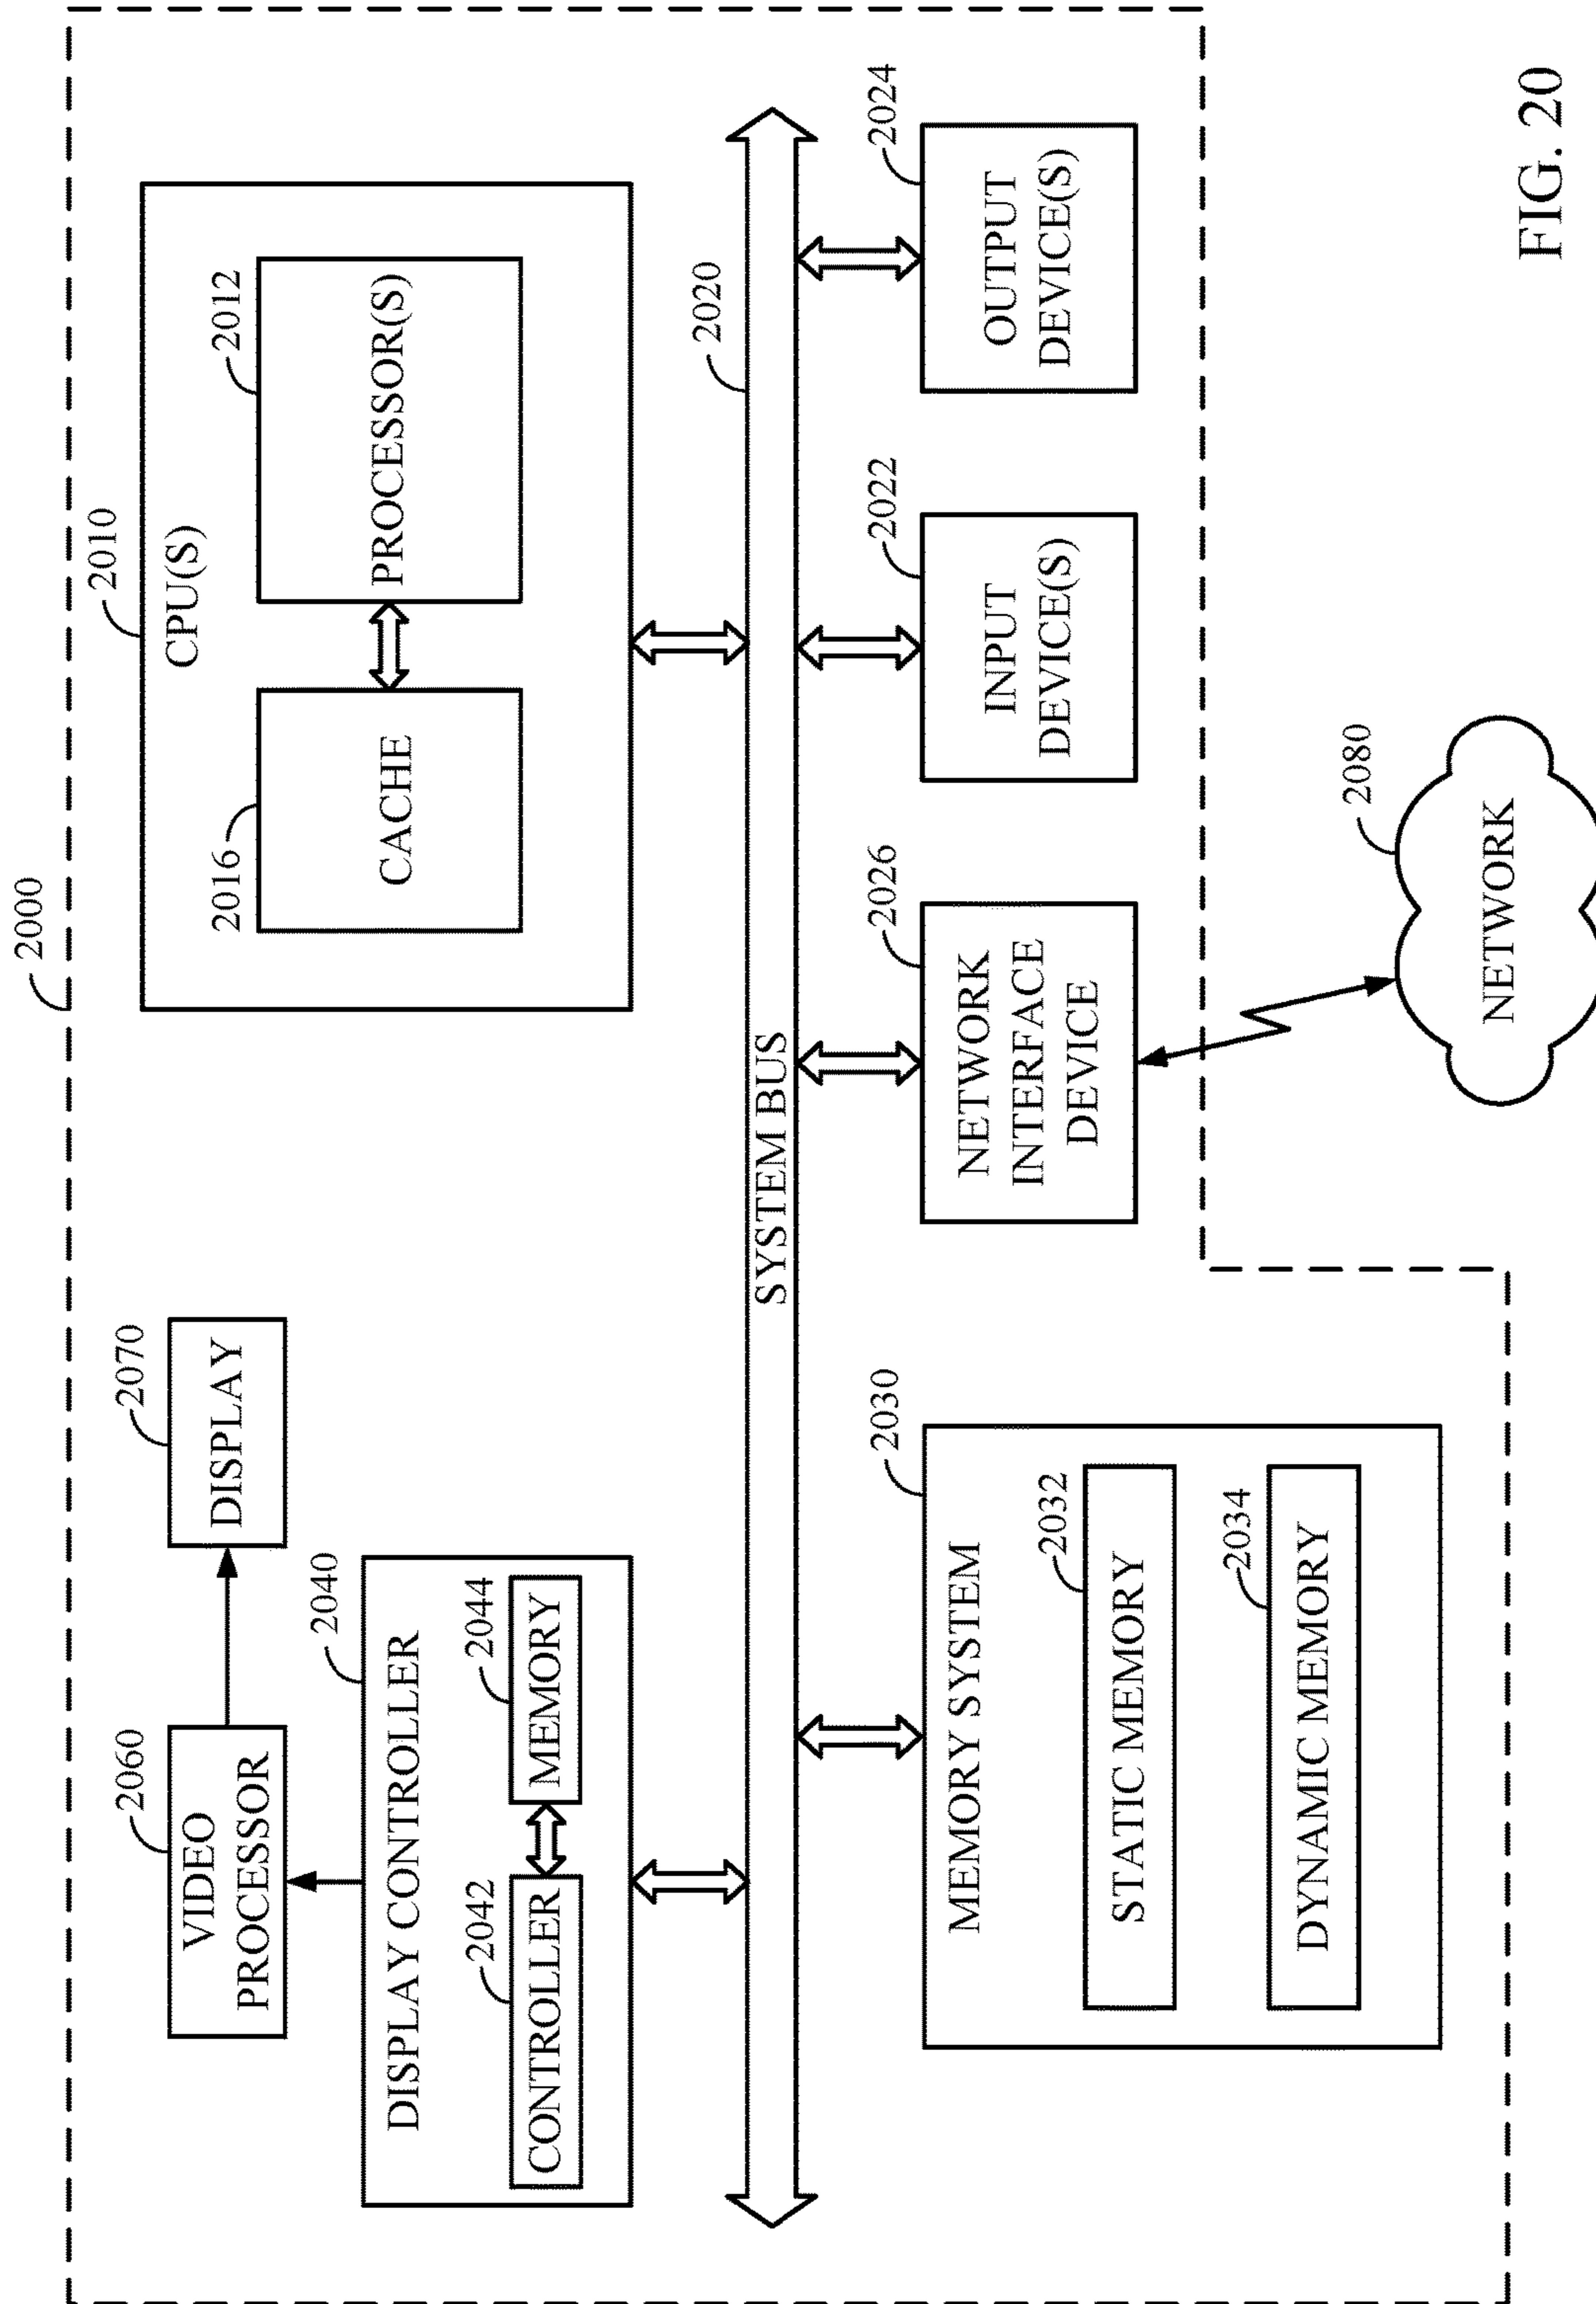 2000
2010
CPU(S)
2016
CACHE
2012
PROCESSOR(S)
2060
VIDEO
PROCESSOR
2070
DISPLAY
2040
DISPLAY CONTROLLER
2042
CONTROLLER
2044
MEMORY
SYSTEM BUS
2020
2030
MEMORY SYSTEM
2032
STATIC MEMORY
2034
DYNAMIC MEMORY
2026
NETWORK
INTERFACE
DEVICE
2022
INPUT
DEVICE(S)
2024
OUTPUT
DEVICE(S)
2080
NETWORK
FIG. 20